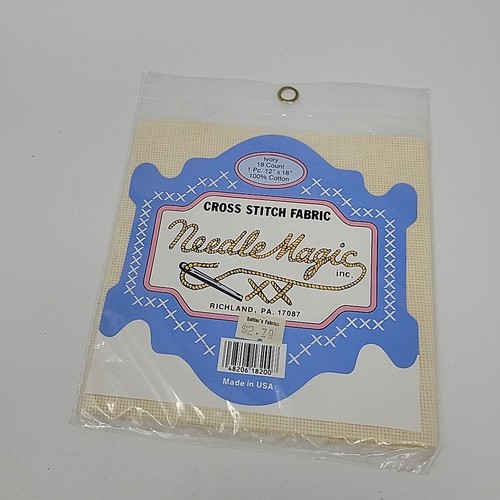 Ivory
18 Count
1 Pc. 12" x 18"
100% Cotton
CROSS STITCH FABRIC
Needle Magic
inc.
RICHLAND, PA. 17087
$2.79
48206 18200
Made in USA